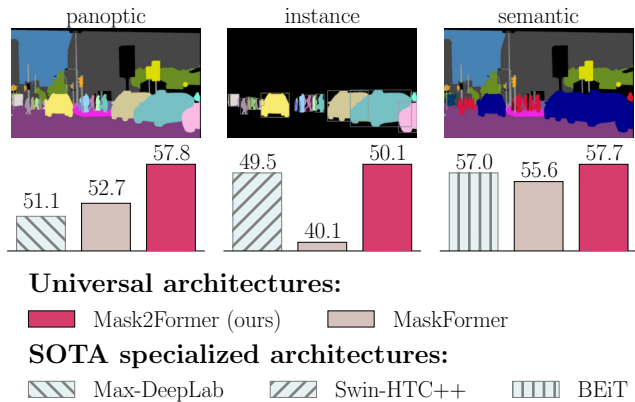 panoptic instance semantic
51.1 52.7 57.8 49.5 40.1 50.1 57.0 55.6 57.7
Universal architectures:
Mask2Former (ours) MaskFormer
SOTA specialized architectures:
Max-DeepLab Swin-HTC++ BEiT